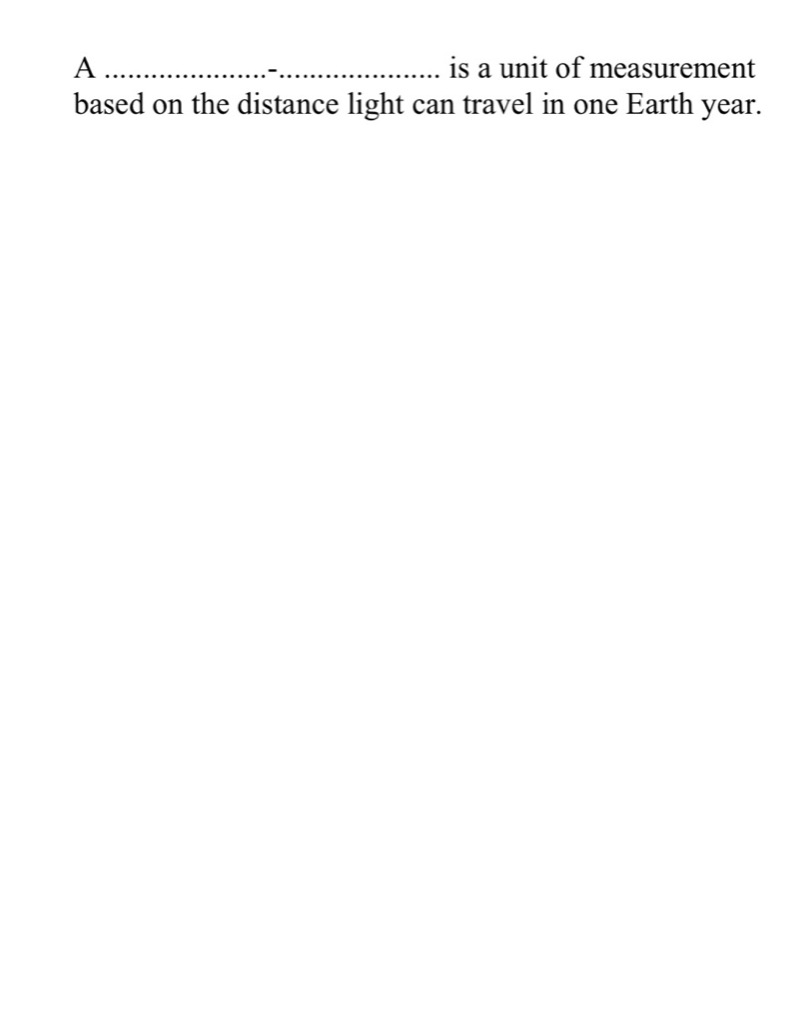 A .....................-..................... is a unit of measurement
based on the distance light can travel in one Earth year.